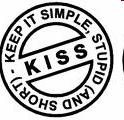 - KEEP IT SIMPLE, STUPID (AND SHORT!)
KISS